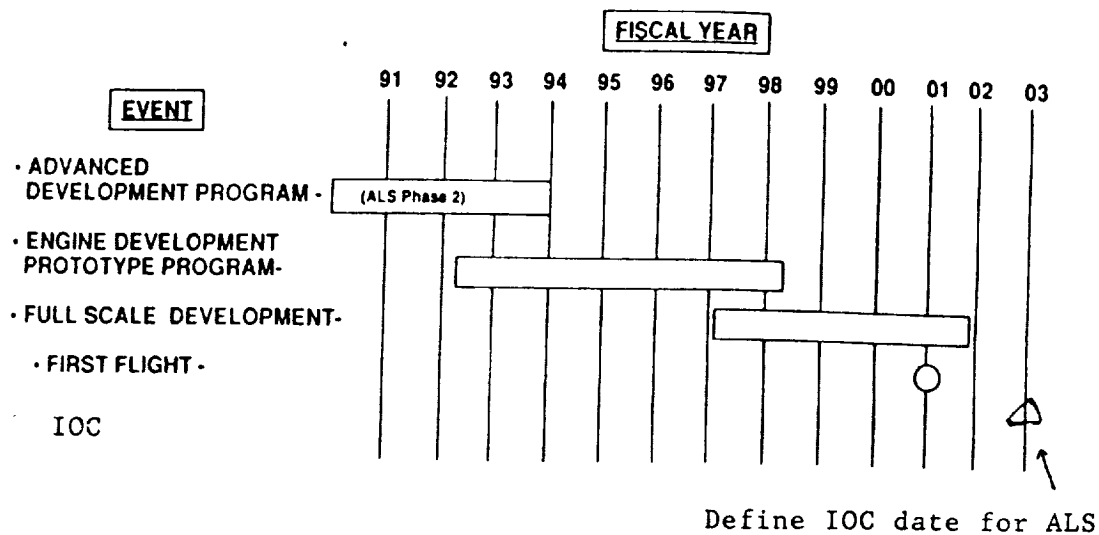 FISCAL YEAR
91 92 93 94 95 96 97 98 99 00 01 02 03
EVENT
· ADVANCED
DEVELOPMENT PROGRAM -
(ALS Phase 2)
· ENGINE DEVELOPMENT
PROTOTYPE PROGRAM-
· FULL SCALE DEVELOPMENT-
· FIRST FLIGHT -
IOC
Define IOC date for ALS